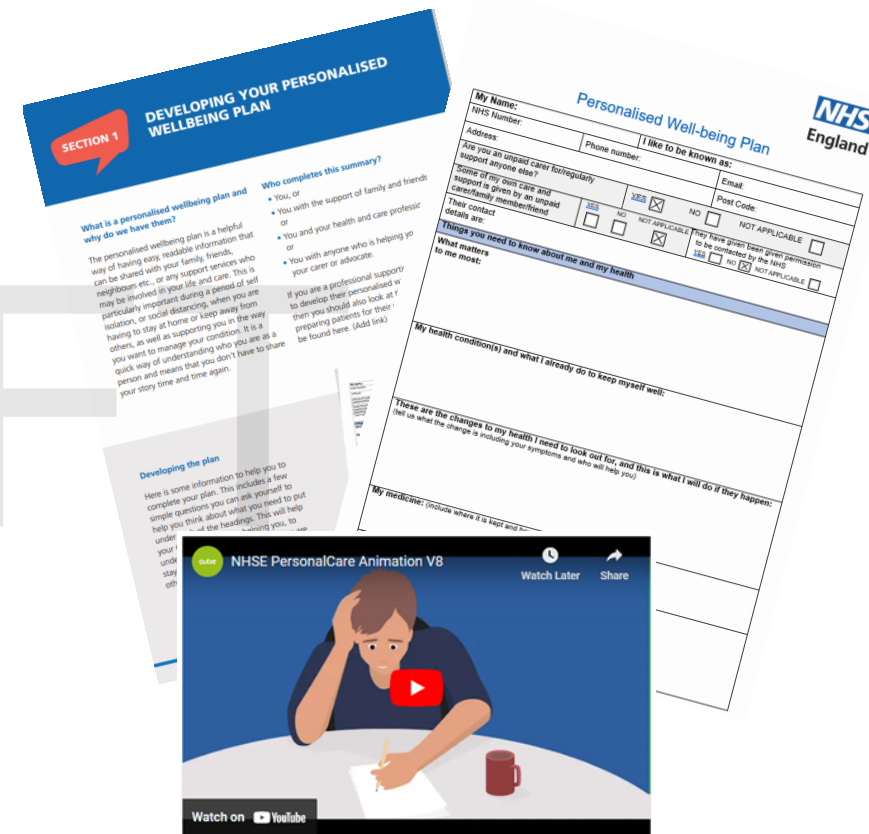 SECTION 1
DEVELOPING YOUR PERSONALISED
WELLBEING PLAN
What is a personalised wellbeing plan and
why do we have them?
The personalised wellbeing plan is a helpful
way of having easy, readable information that
can be shared with your family, friends,
neighbours etc., or any support services who
may be involved in your life and care. This is
particularly important during a period of self
isolation, or social distancing, when you are
having to stay at home or keep away from
others, as well as supporting you in the way
you want to manage your condition. It is a
quick way of understanding who you are as a
person and means that you don't have to share
your story time and time again.
Who completes this summary?
• You, or
• You with the support of family and friends
or
• You and your health and care
or
• You with anyone who is helping
your carer or advocate.
If you are a professional
to develop their personalised
then you should also look at
preparing patients for their
be found here. (Add link)
Developing the plan
Here is some information to help you to
complete your plan. This includes a few
simple questions you can ask yourself to
help you think about what you need to put
of the headings. This will help
you, to
are
NHS
England
Personalised Well-being Plan
My Name:
I like to be known as:
NHS Number:
Address:
Phone number:
Email:
Post Code:
Are you an unpaid carer for/regularly
support anyone else?
YES
NO
NOT APPLICABLE
Some of my own care and
support is given by an unpaid
carer/family member/friend
YES
NO
NOT APPLICABLE
They have given been given permission
to be contacted by the NHS
YES
NO
NOT APPLICABLE
Their contact
details are:
Things you need to know about me and my health
What matters
to me most:
My health condition(s) and what I already do to keep myself well:
These are the changes to my health I need to look out for, and this is what I will do if they happen:
(tell us what the change is including your symptoms and who will help you)
My medicine: (include where it is kept and
cube
NHSE PersonalCare Animation V8
Watch Later
Share
Watch on YouTube